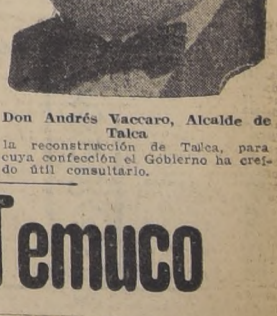 Don Andrés Vaccaro, Alcalde de
Talca
la reconstrucción de Talca, para
cuya confección el Gobierno ha creí-
do útil consultarlo.
Temuco